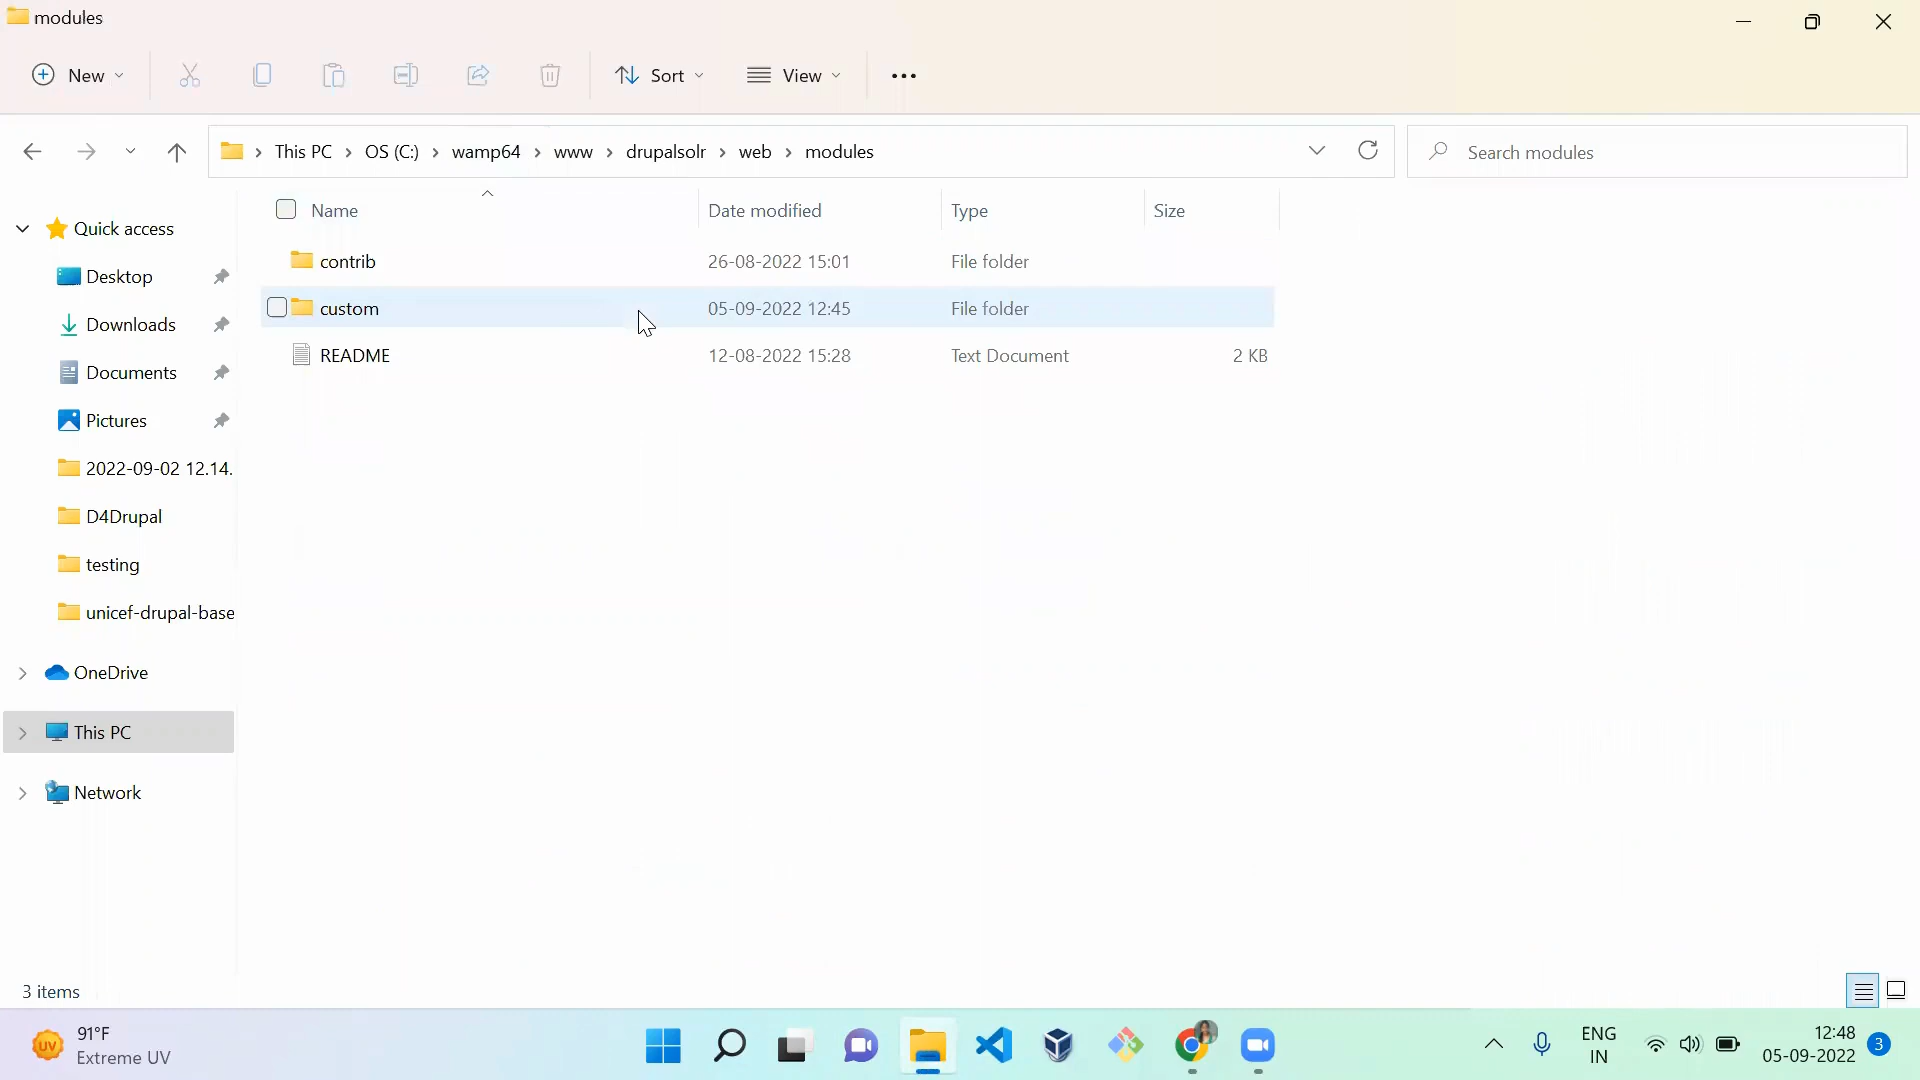 modules
New
Sort
View
This PC
OS (C:)
wamp64
www
drupalsolr
web
modules
Search modules
Name
Date modified
Type
Size
contrib 26-08-2022 15:01 File folder
custom 05-09-2022 12:45 File folder
README 12-08-2022 15:28 Text Document 2 KB
Quick access
Desktop
Downloads
Documents
Pictures
2022-09-02 12.14.
D4Drupal
testing
unicef-drupal-base
OneDrive
This PC
Network
3 items
UV
91°F
Extreme UV
ENG
IN
12:48
05-09-2022
3